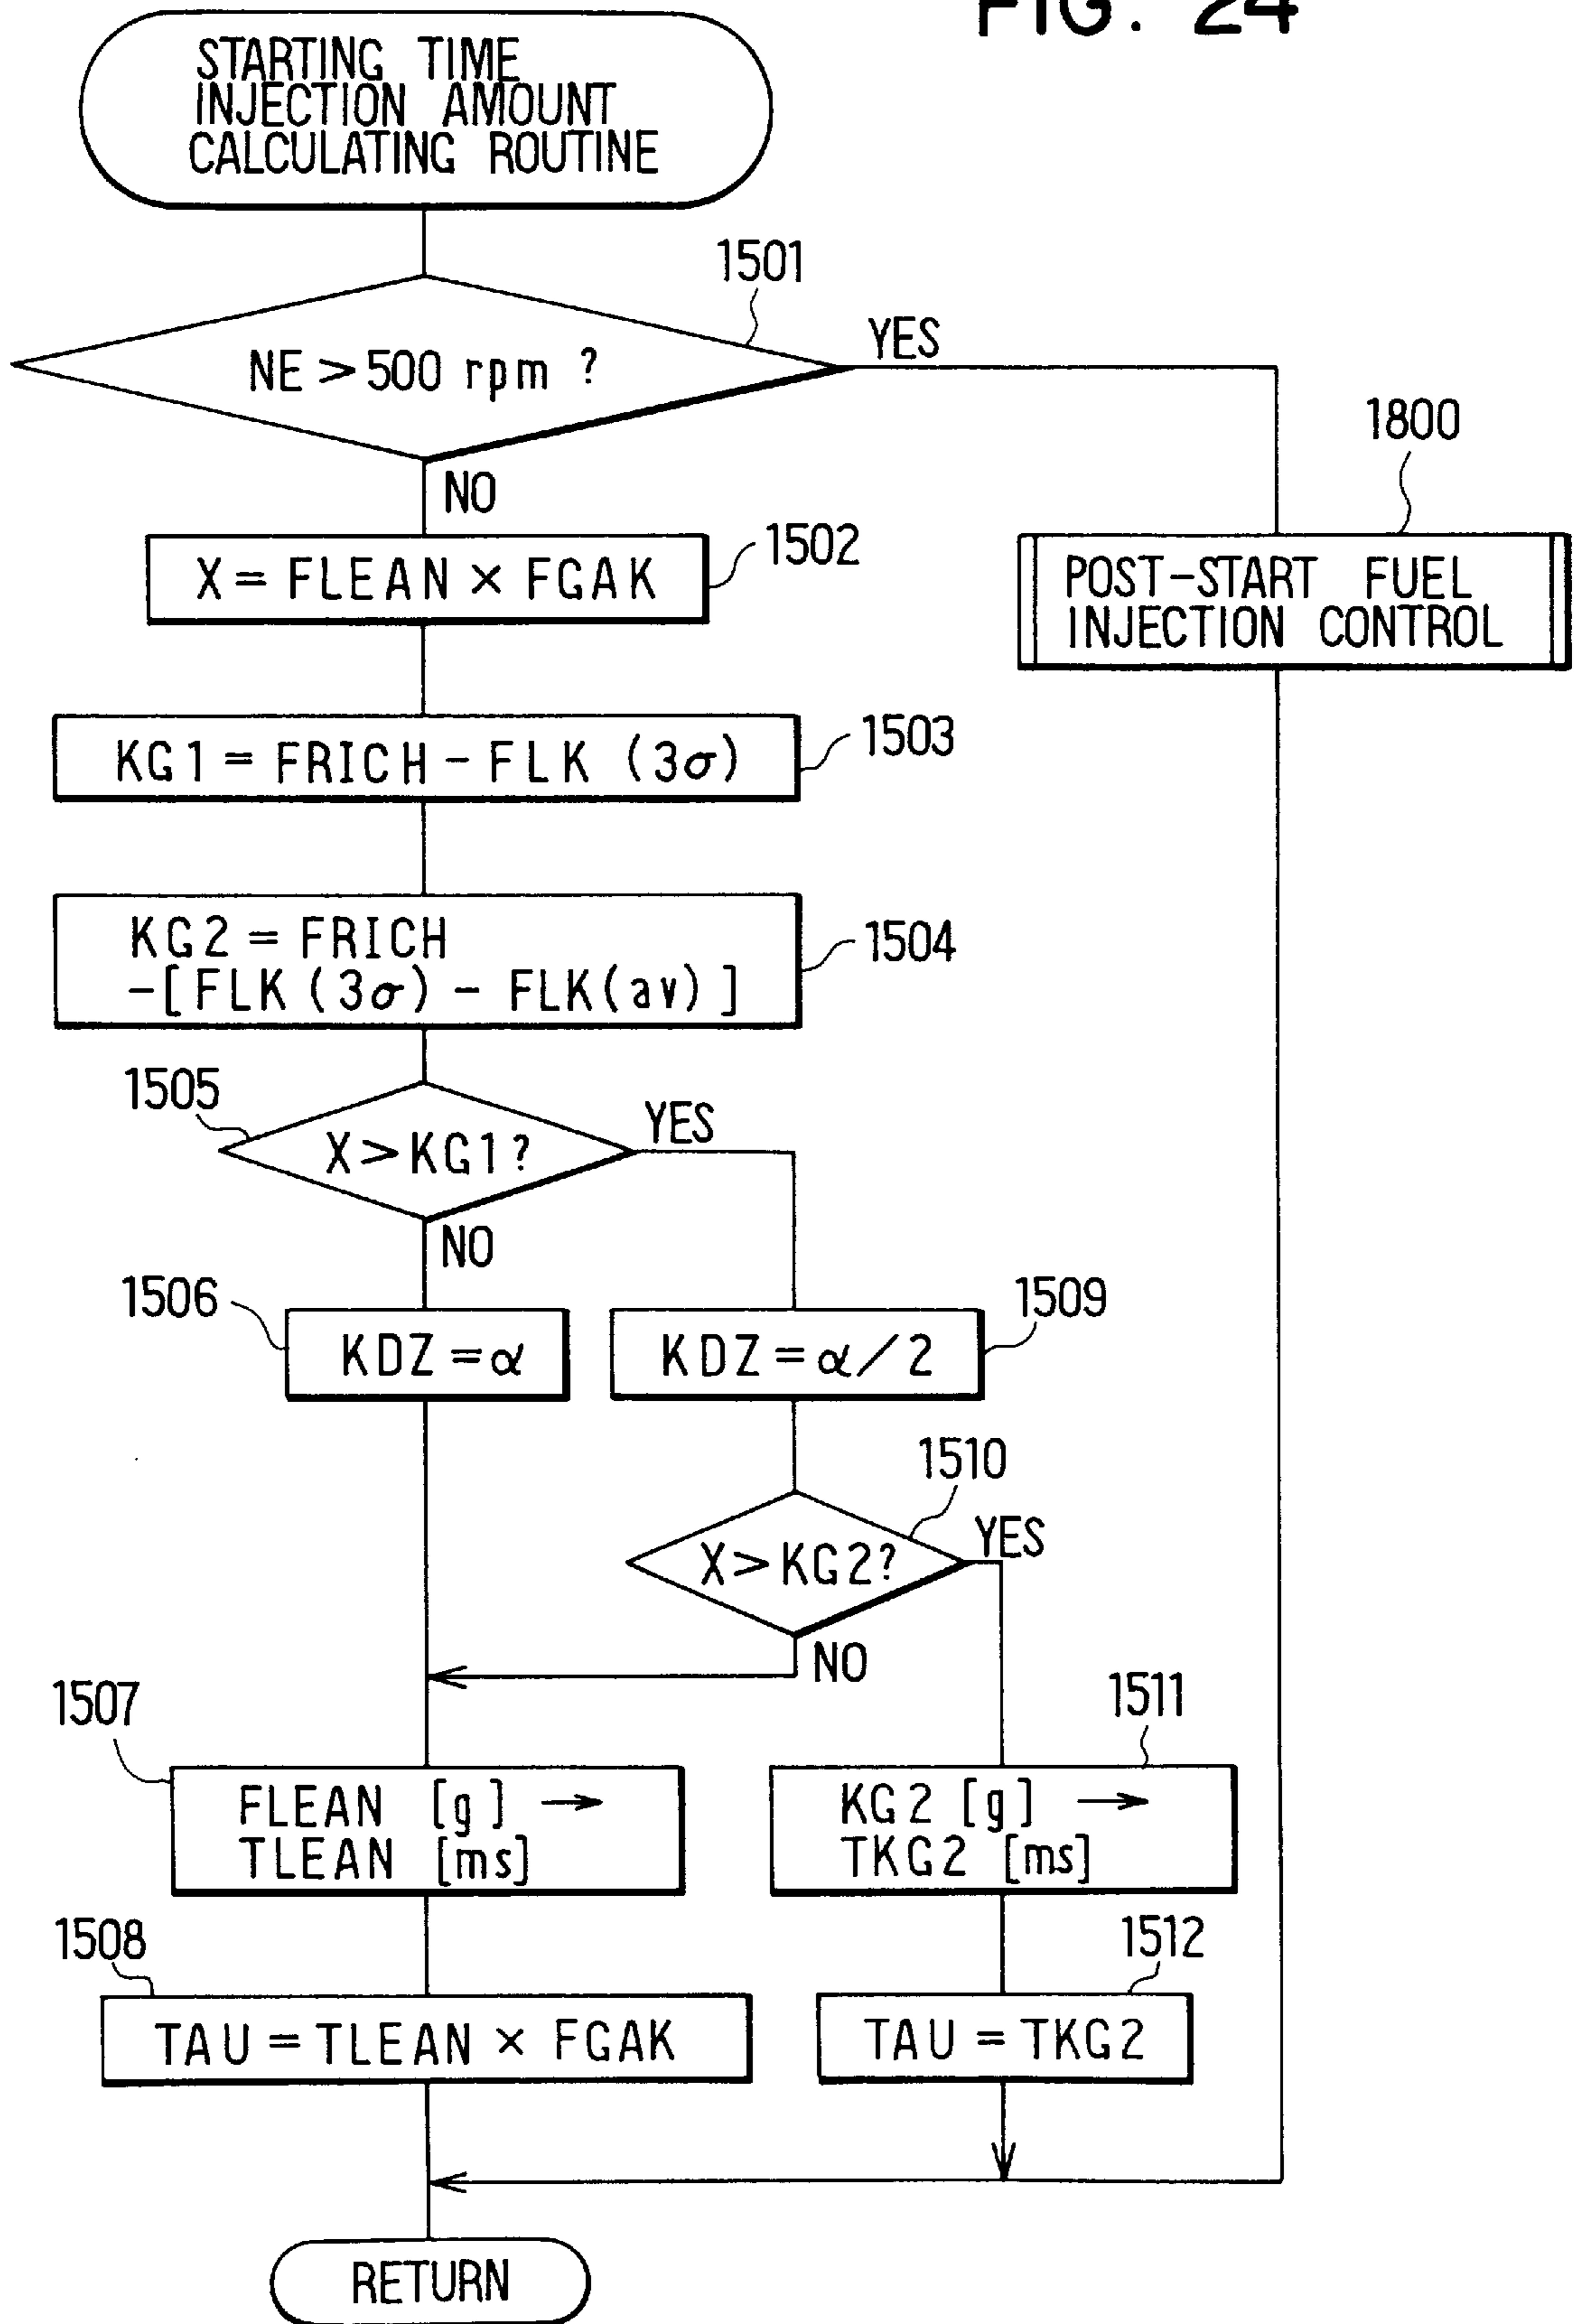 FIG. 24
STARTING TIME
INJECTION AMOUNT
CALCULATING ROUTINE
1501
NE > 500 rpm ?
YES
NO
1800
POST-START FUEL
INJECTION CONTROL
1502
X = FLEAN × FGAK
1503
KG1 = FRICH - FLK (3σ)
1504
KG2 = FRICH
-[FLK (3σ) - FLK(av)]
1505
X > KG1?
YES
NO
1506
KDZ = α
1509
KDZ = α/2
1510
X > KG2?
YES
NO
1507
FLEAN [g] →
TLEAN [ms]
1511
KG2 [g] →
TKG2 [ms]
1508
TAU = TLEAN × FGAK
1512
TAU = TKG2
RETURN